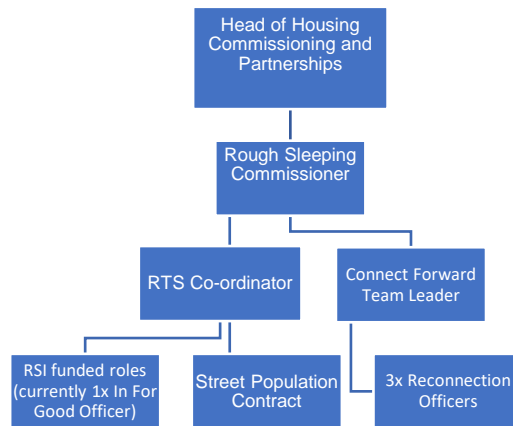 Head of Housing
Commissioning and
Partnerships
Rough Sleeping
Commissioner
RTS Co-ordinator
Connect Forward
Team Leader
RSI funded roles
(currently 1x In For
Good Officer)
Street Population
Contract
3x Reconnection
Officers